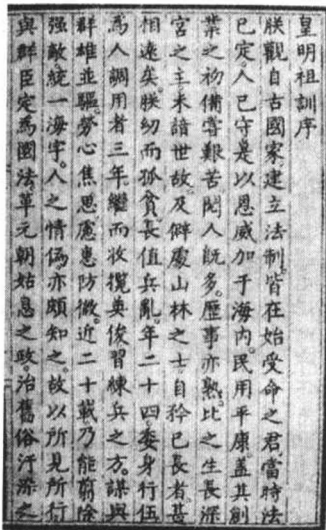 皇明祖訓序
朕觀自古國家建立法制皆在始受命之君當時法
已定人已守是以恩威加于海内民用平康蓋其創
業之初備嘗艱苦閱人既多歷事亦熟比之生長深
宮之主未諳世故及僻處山林之士自矜己長者甚
相遠矣朕幼而孤貧長值兵亂年二十四委身行伍
為人調用者三年繼而收攬英俊習練兵之方謀與
群雄並驅勞心焦思慮患防微近二十載乃能翦除
强敵統一海宇人之情偽亦頗知之故以所見所行
與群臣定為國法革元朝姑息之政治舊俗汙染之